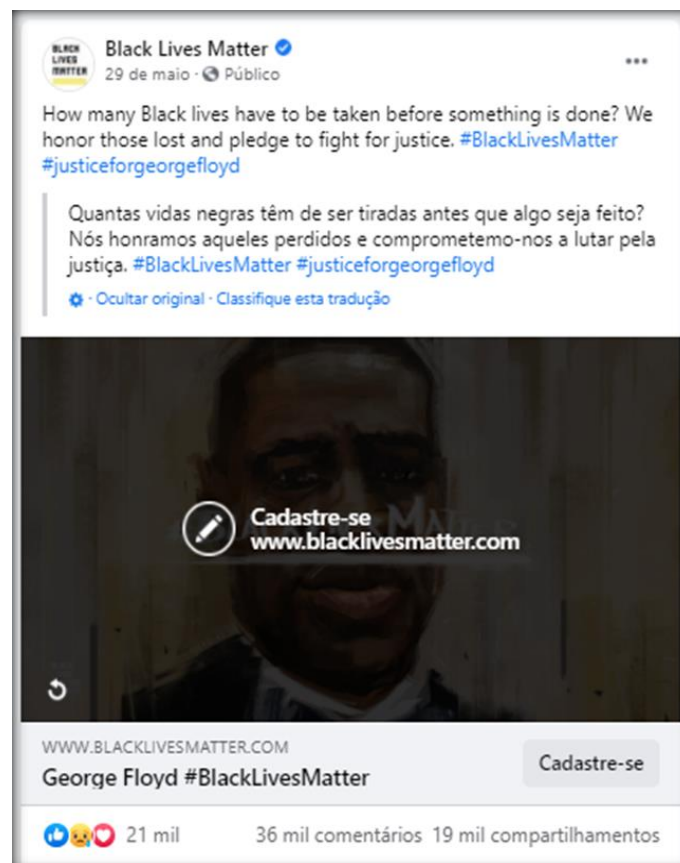 BLACK
LIVES
MATTER
Black Lives Matter
29 de maio · Público
How many Black lives have to be taken before something is done? We
honor those lost and pledge to fight for justice. #BlackLivesMatter
#justiceforgeorgefloyd
Quantas vidas negras têm de ser tiradas antes que algo seja feito?
Nós honramos aqueles perdidos e comprometemo-nos a lutar pela
justiça. #BlackLivesMatter #justiceforgeorgefloyd
· Ocultar original · Classifique esta tradução
Cadastre-se
www.blacklivesmatter.com
WWW.BLACKLIVESMATTER.COM
George Floyd #BlackLivesMatter
Cadastre-se
21 mil 36 mil comentários 19 mil compartilhamentos